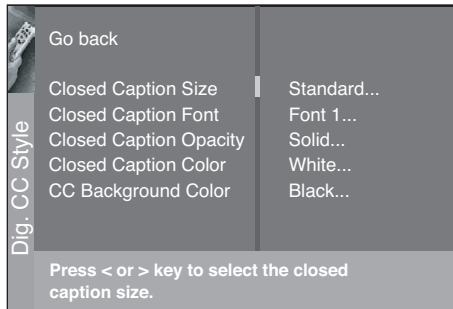 Dig. CC Style
Go back
Closed Caption Size Standard...
Closed Caption Font Font 1...
Closed Caption Opacity Solid...
Closed Caption Color White...
CC Background Color Black...
Press < or > key to select the closed
caption size.